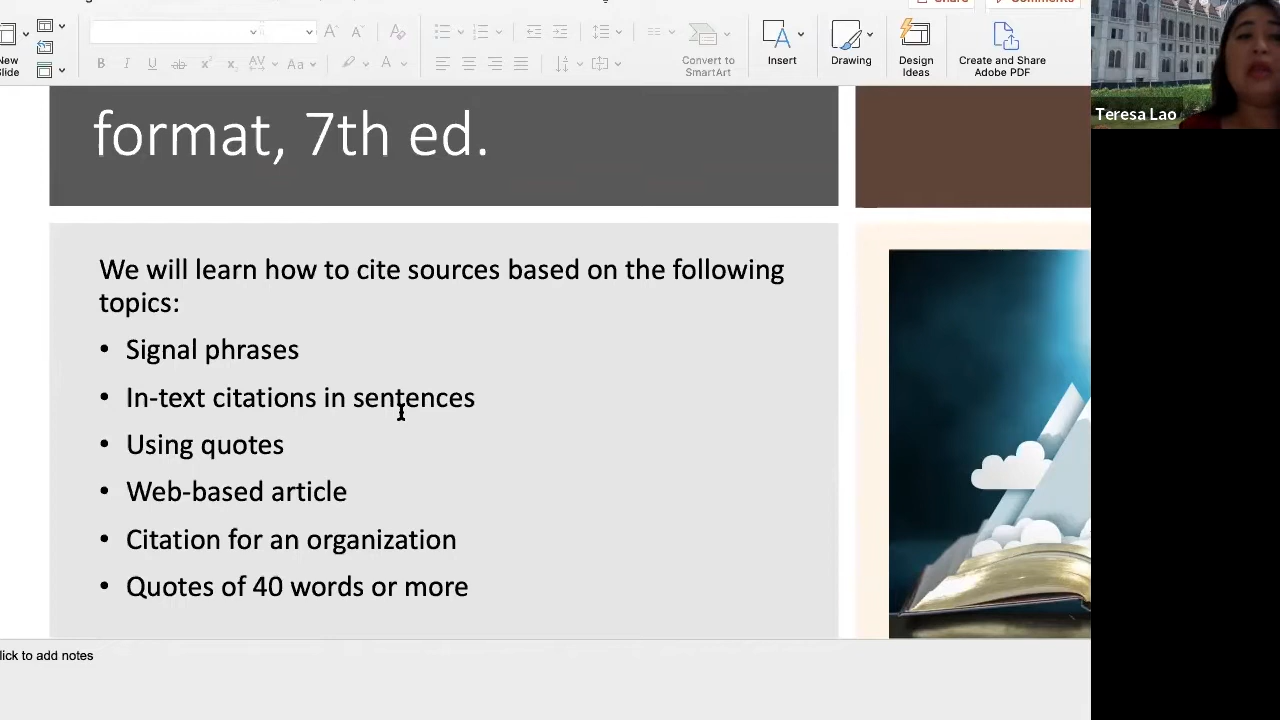 Share
Comments
New
Slide
Aa
Convert to
SmartArt
Insert
Drawing
Design
Ideas
Create and Share
Adobe PDF
Teresa Lao
format, 7th ed.
We will learn how to cite sources based on the following
topics:
• Signal phrases
• In-text citations in sentences
• Using quotes
• Web-based article
• Citation for an organization
• Quotes of 40 words or more
lick to add notes